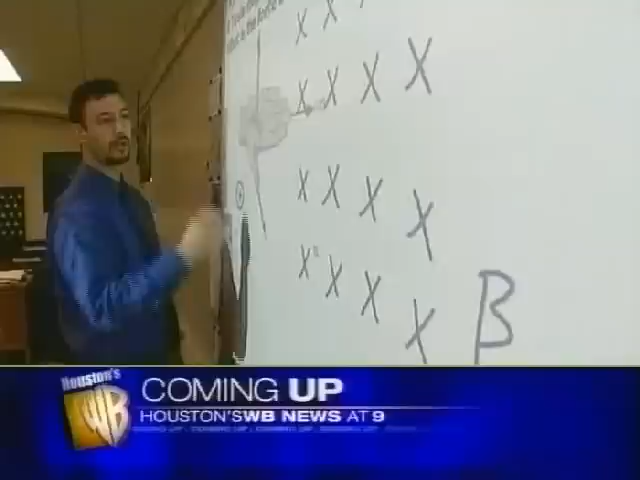 X X
X X X X
X X X X
X X X X
B
Houston's
WB
COMING UP
HOUSTON'S WB NEWS AT 9